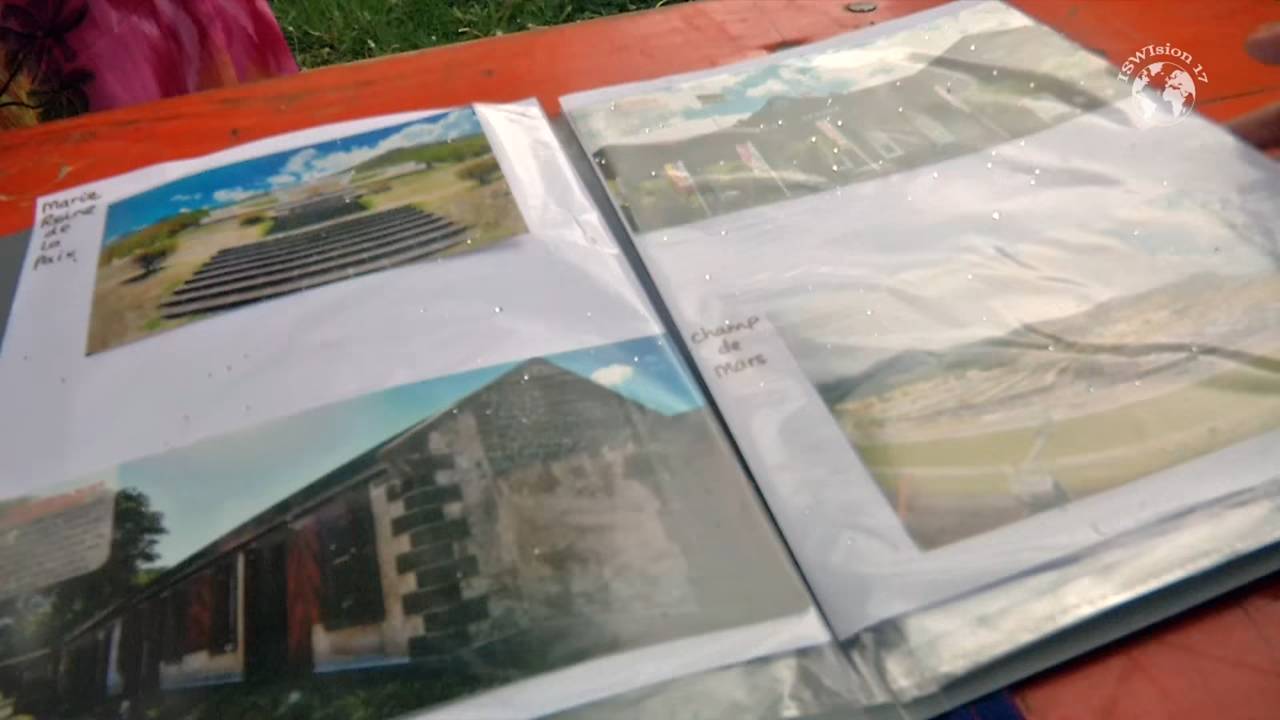 Marie
Reine
de
La
Paix
champ
de
Mars
ISWIsion 17